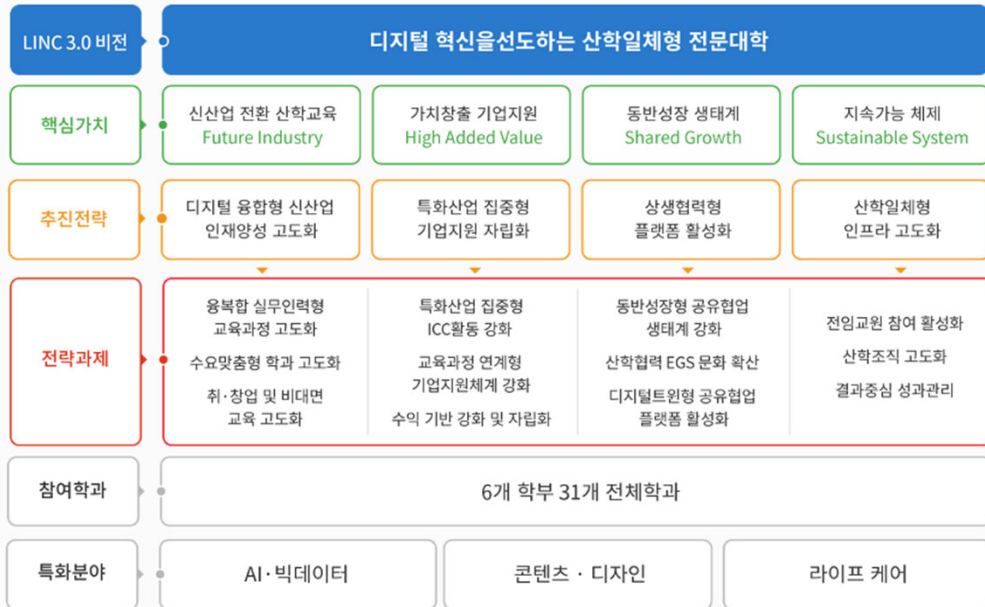 LINC 3.0 비전
디지털 혁신을선도하는 산학일체형 전문대학
핵심가치
신산업 전환 산학교육
Future Industry
가치창출 기업지원
High Added Value
동반성장 생태계
Shared Growth
지속가능 체제
Sustainable System
추진전략
디지털 융합형 신산업
인재양성 고도화
특화산업 집중형
기업지원 자립화
상생협력형
플랫폼 활성화
산학일체형
인프라 고도화
전략과제
융복합 실무인력형
교육과정 고도화
수요맞춤형 학과 고도화
취·창업 및 비대면
교육 고도화
특화산업 집중형
ICC활동 강화
교육과정 연계형
기업지원체계 강화
수익 기반 강화 및 자립화
동반성장형 공유협업
생태계 강화
산학협력 EGS 문화 확산
디지털트윈형 공유협업
플랫폼 활성화
전임교원 참여 활성화
산학조직 고도화
결과중심 성과관리
참여학과
6개 학부 31개 전체학과
특화분야
AI·빅데이터
콘텐츠 · 디자인
라이프 케어